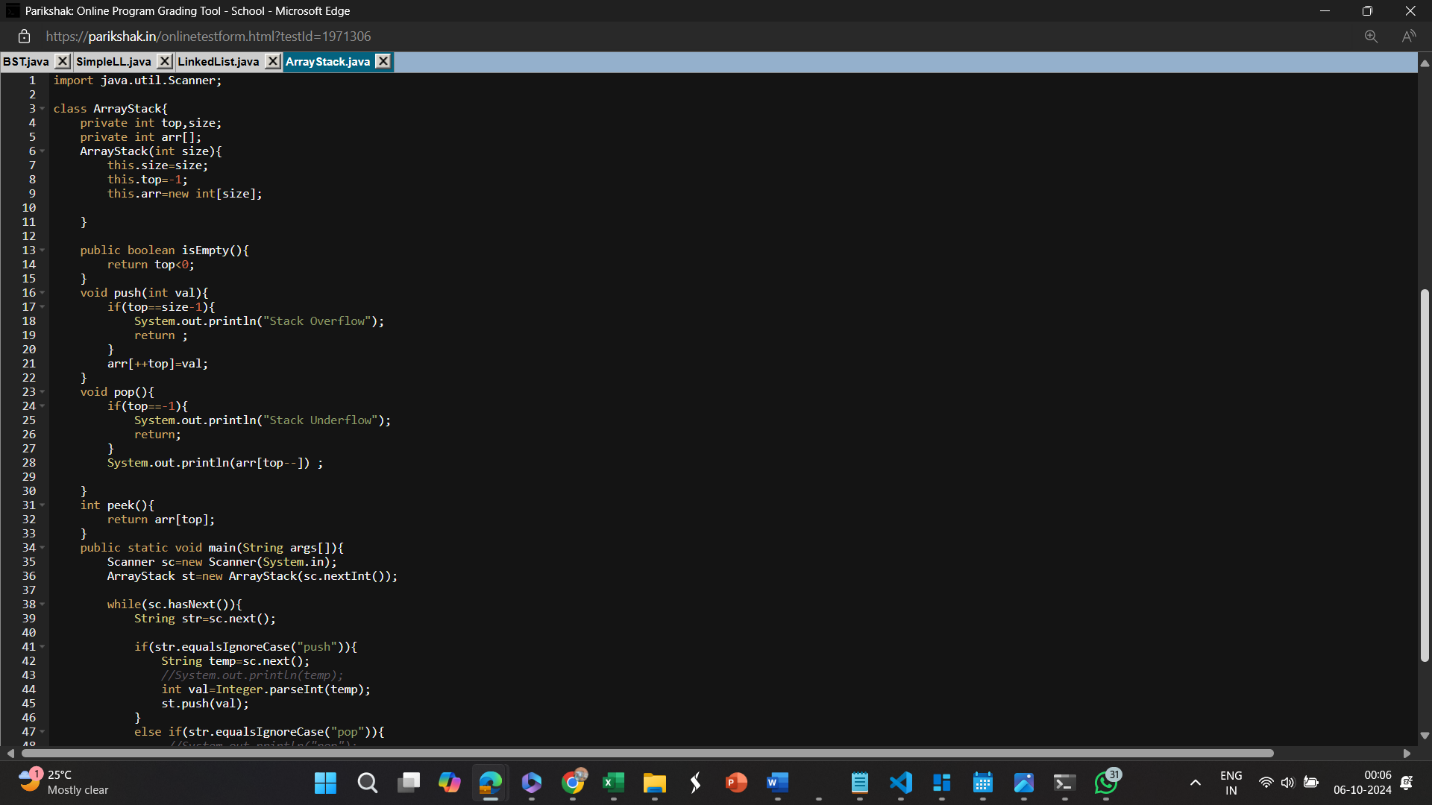 Parikshak: Online Program Grading Tool - School - Microsoft Edge
https://parikshak.in/onlinetestform.html?testId=1971306
BST.java X SimpleLL.java X LinkedList.java X ArrayStack.java X
1 import java.util.Scanner;
2
3 class ArrayStack{
4 private int top,size;
5 private int arr[];
6 ArrayStack(int size){
7 this.size=size;
8 this.top=-1;
9 this.arr=new int[size];
10
11 }
12
13 public boolean isEmpty(){
14 return top<0;
15 }
16 void push(int val){
17 if(top==size-1){
18 System.out.println("Stack Overflow");
19 return ;
20 }
21 arr[++top]=val;
22 }
23 void pop(){
24 if(top==-1){
25 System.out.println("Stack Underflow");
26 return;
27 }
28 System.out.println(arr[top--]) ;
29
30 }
31 int peek(){
32 return arr[top];
33 }
34 public static void main(String args[]){
35 Scanner sc=new Scanner(System.in);
36 ArrayStack st=new ArrayStack(sc.nextInt());
37
38 while(sc.hasNext()){
39 String str=sc.next();
40
41 if(str.equalsIgnoreCase("push")){
42 String temp=sc.next();
43 //System.out.println(temp);
44 int val=Integer.parseInt(temp);
45 st.push(val);
46 }
47 else if(str.equalsIgnoreCase("pop")){
48 //System.out.println("pop");
1
25°C
Mostly clear
31
ENG
IN
00:06
06-10-2024